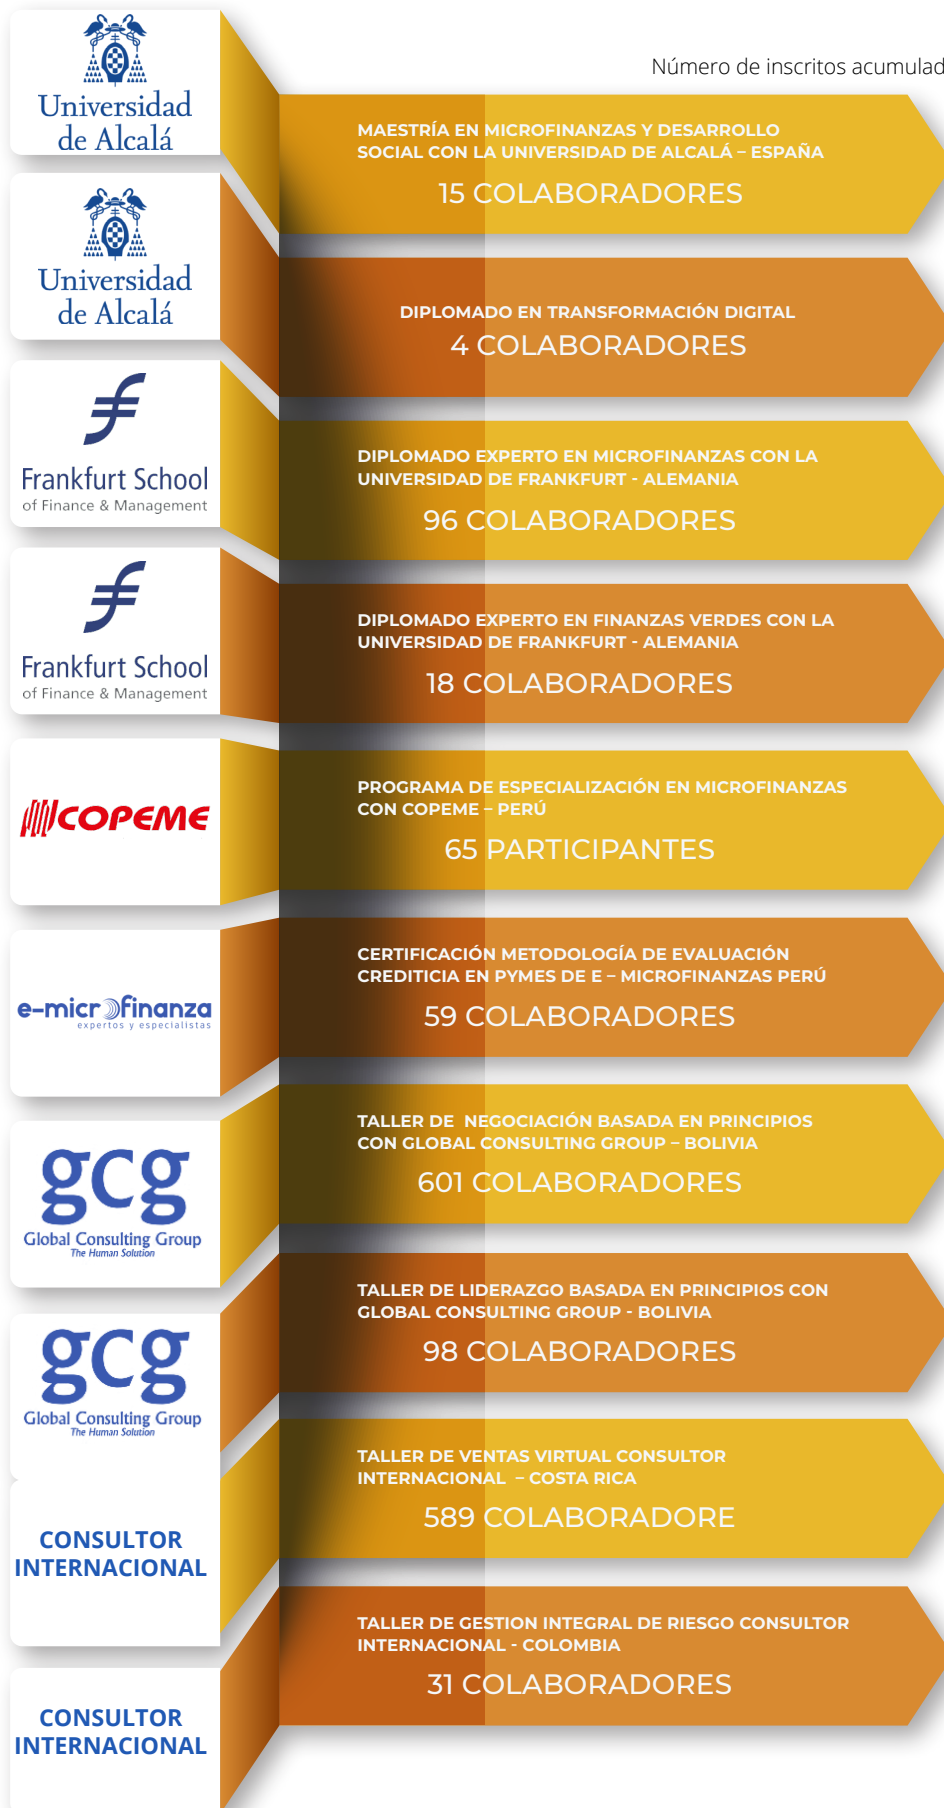 Número de inscritos acumulad
Universidad
de Alcalá
MAESTRÍA EN MICROFINANZAS Y DESARROLLO
SOCIAL CON LA UNIVERSIDAD DE ALCALÁ – ESPAÑA
15 COLABORADORES
Universidad
de Alcalá
DIPLOMADO EN TRANSFORMACIÓN DIGITAL
4 COLABORADORES
Frankfurt School
of Finance & Management
DIPLOMADO EXPERTO EN MICROFINANZAS CON LA
UNIVERSIDAD DE FRANKFURT - ALEMANIA
96 COLABORADORES
Frankfurt School
of Finance & Management
DIPLOMADO EXPERTO EN FINANZAS VERDES CON LA
UNIVERSIDAD DE FRANKFURT - ALEMANIA
18 COLABORADORES
COPEME
PROGRAMA DE ESPECIALIZACIÓN EN MICROFINANZAS
CON COPEME – PERÚ
65 PARTICIPANTES
e-microfinanza
expertos y especialistas
CERTIFICACIÓN METODOLOGÍA DE EVALUACIÓN
CREDITICIA EN PYMES DE E – MICROFINANZAS PERÚ
59 COLABORADORES
gcg
Global Consulting Group
The Human Solution
TALLER DE NEGOCIACIÓN BASADA EN PRINCIPIOS
CON GLOBAL CONSULTING GROUP – BOLIVIA
601 COLABORADORES
gcg
Global Consulting Group
The Human Solution
TALLER DE LIDERAZGO BASADA EN PRINCIPIOS CON
GLOBAL CONSULTING GROUP - BOLIVIA
98 COLABORADORES
CONSULTOR
INTERNACIONAL
TALLER DE VENTAS VIRTUAL CONSULTOR
INTERNACIONAL – COSTA RICA
589 COLABORADORE
CONSULTOR
INTERNACIONAL
TALLER DE GESTION INTEGRAL DE RIESGO CONSULTOR
INTERNACIONAL - COLOMBIA
31 COLABORADORES